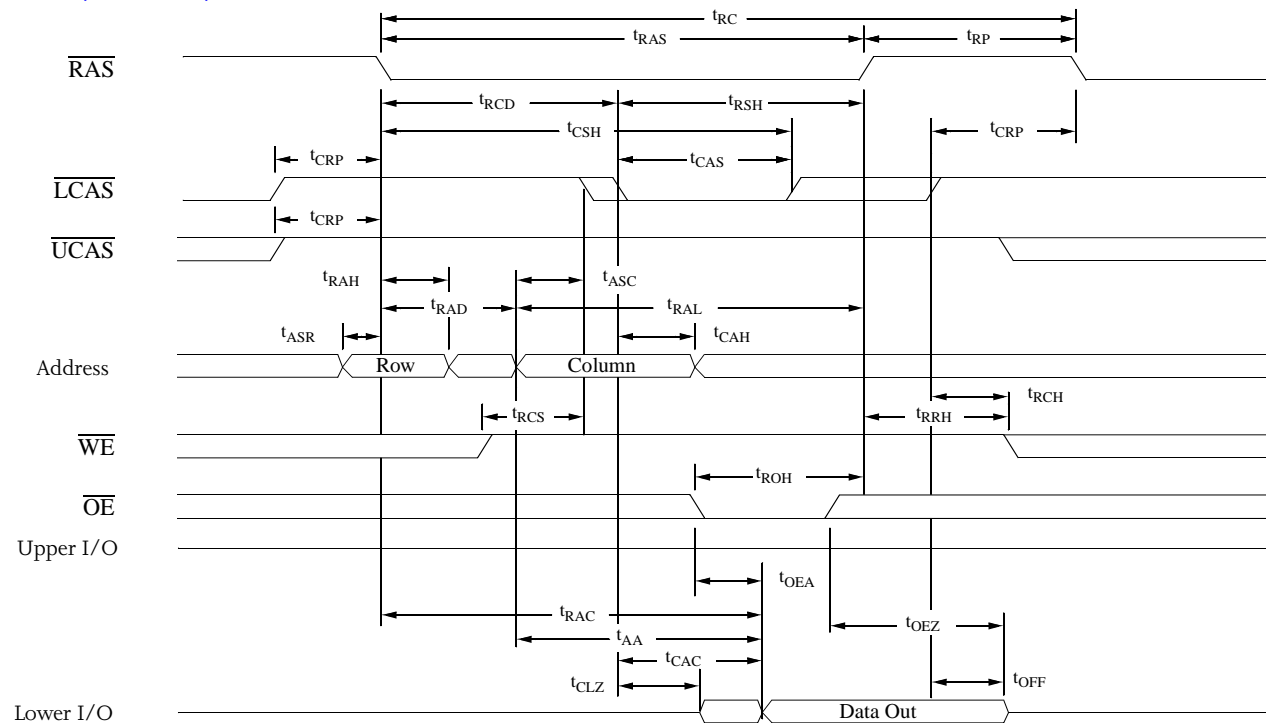 tRC
tRAS
tRP
RAS
tRCD
tRSH
tCSH
tCRP
tCRP
tCAS
LCAS
tCRP
UCAS
tRAH
tASC
tRAD
tRAL
tASR
tCAH
Address
Row
Column
tRCH
tRCS
tRRH
WE
tROH
OE
Upper I/O
tOEA
tRAC
tOEZ
tAA
tCAC
tCLZ
tOFF
Lower I/O
Data Out